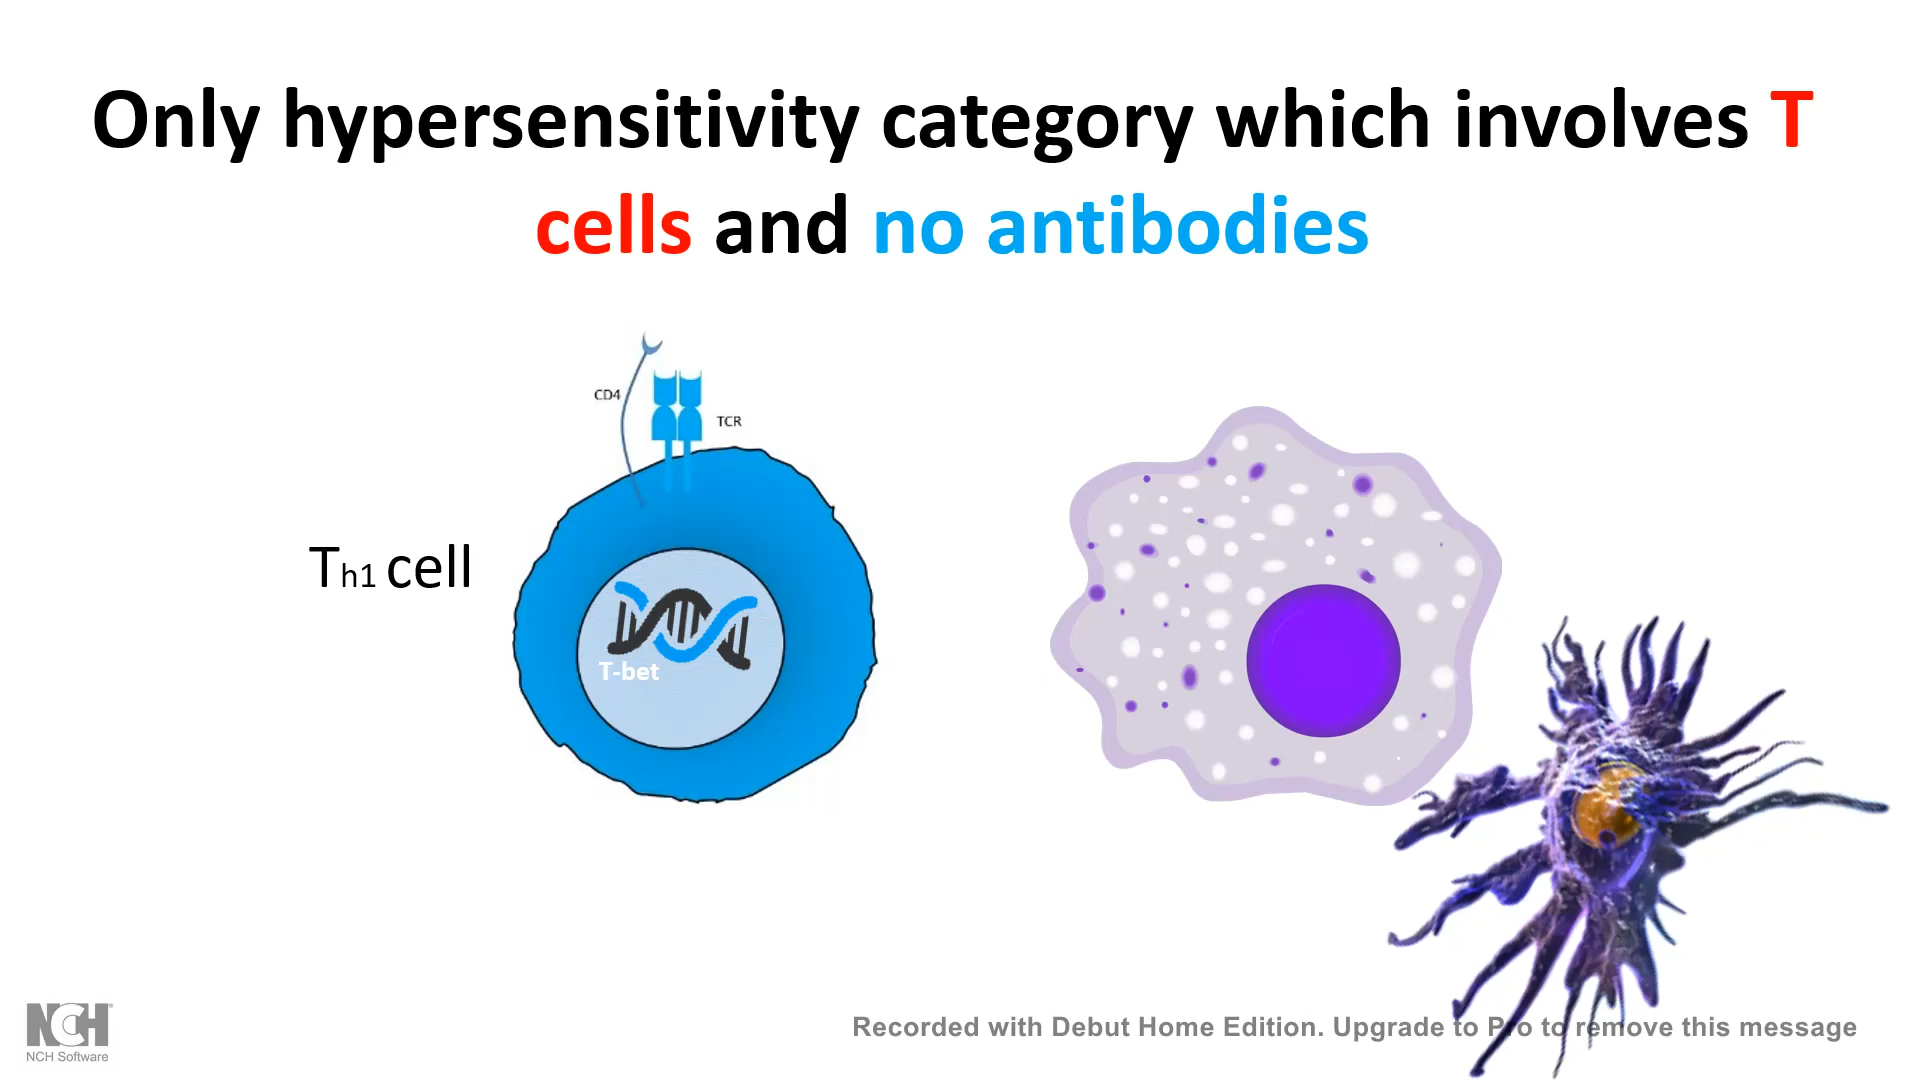 Only hypersensitivity category which involves T
cells and no antibodies
CD4
TCR
Th1 cell
T-bet
NCH
NCH Software
Recorded with Debut Home Edition. Upgrade to Pro to remove this message